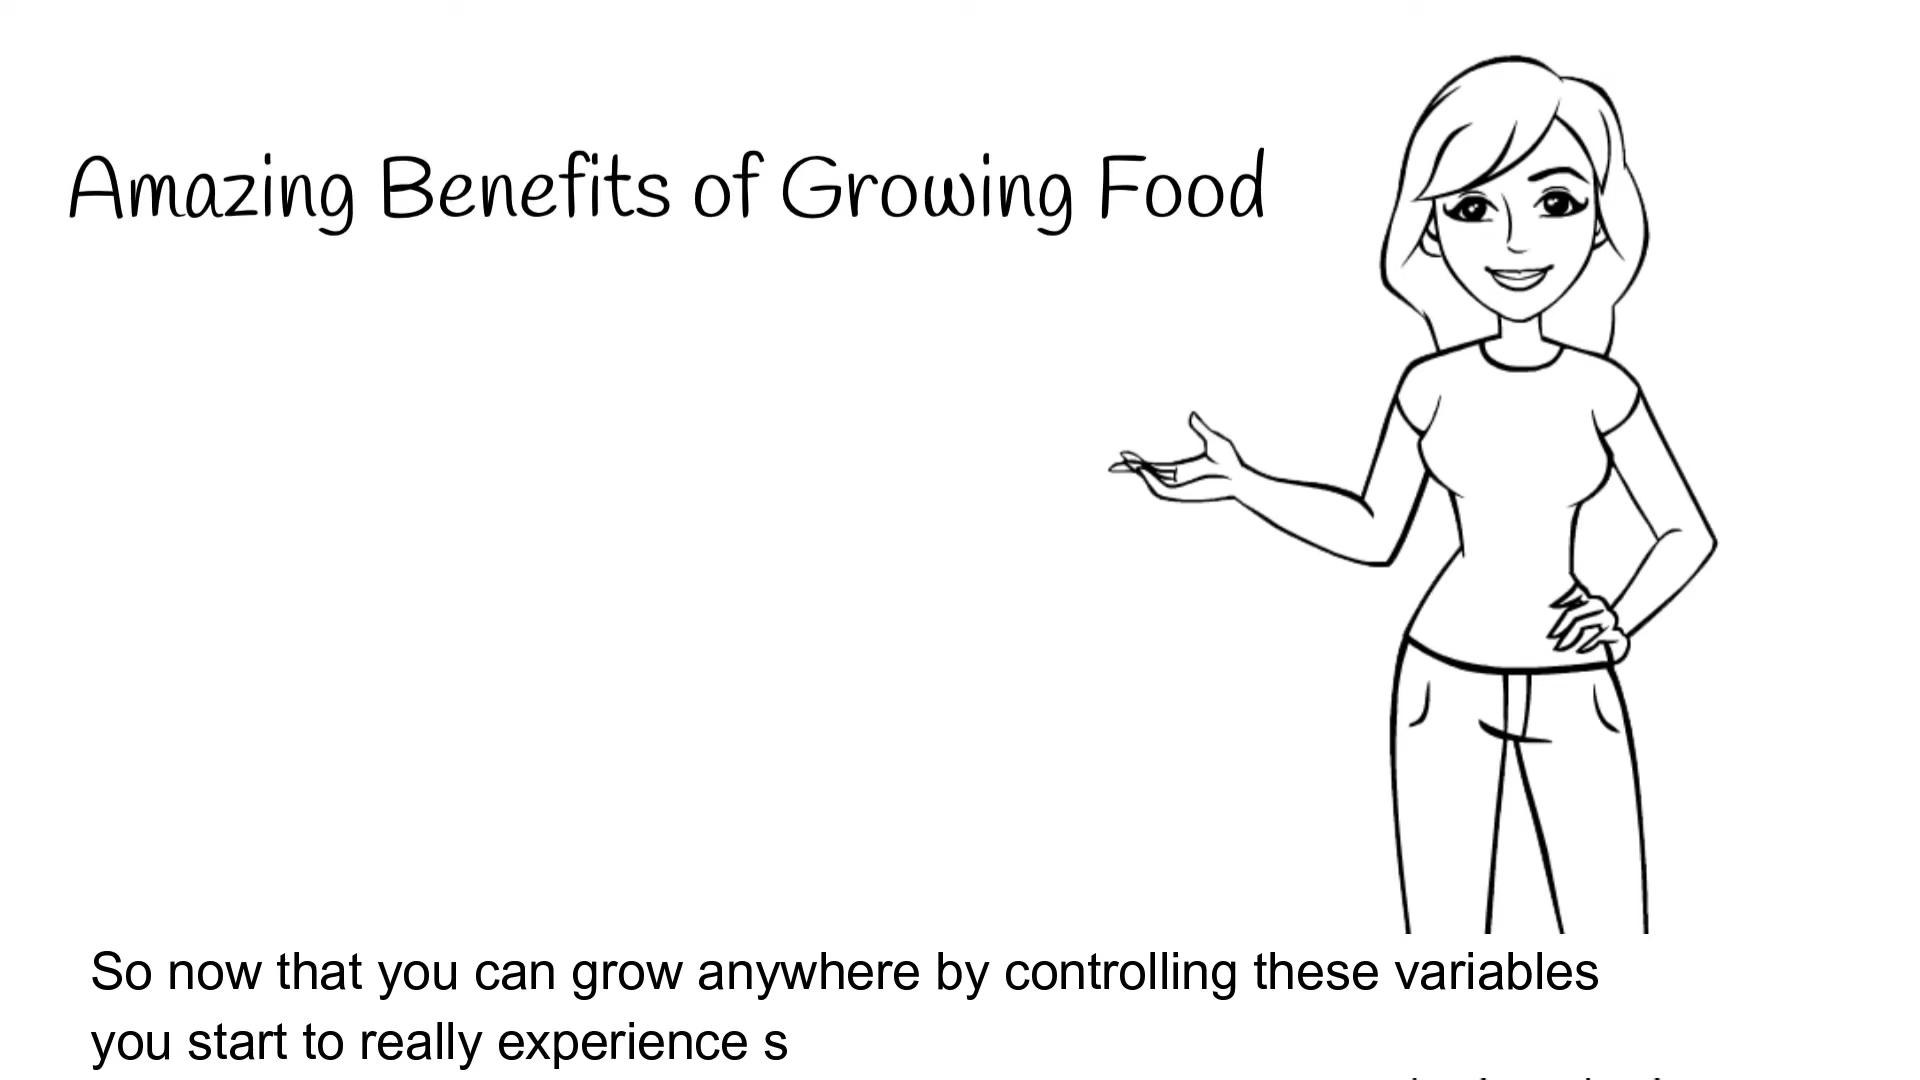 Amazing Benefits of Growing Food
So now that you can grow anywhere by controlling these variables
you start to really experience s